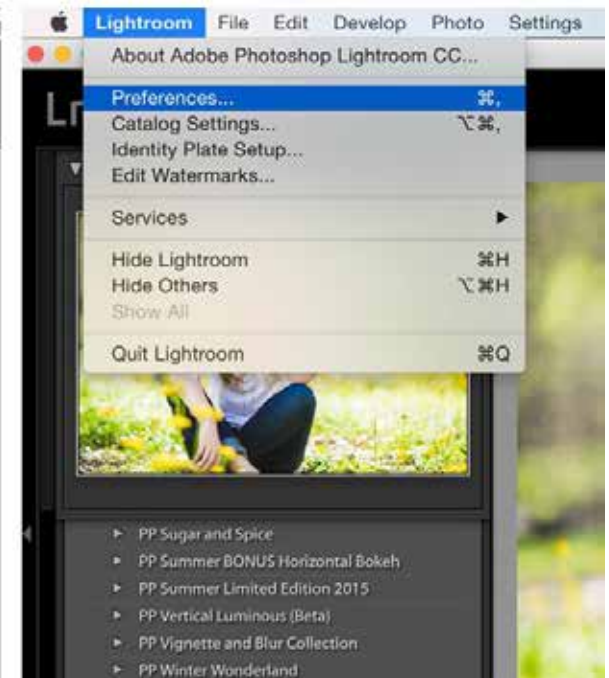 Lightroom File Edit Develop Photo Settings
About Adobe Photoshop Lightroom CC...
Preferences... ⌘,
Catalog Settings... ⌥⌘,
Identity Plate Setup...
Edit Watermarks...
Services ▶
Hide Lightroom ⌘H
Hide Others ⌥⌘H
Show All
Quit Lightroom ⌘Q
PP Sugar and Spice
PP Summer BONUS Horizontal Bokeh
PP Summer Limited Edition 2015
PP Vertical Luminous (Beta)
PP Vignette and Blur Collection
PP Winter Wonderland